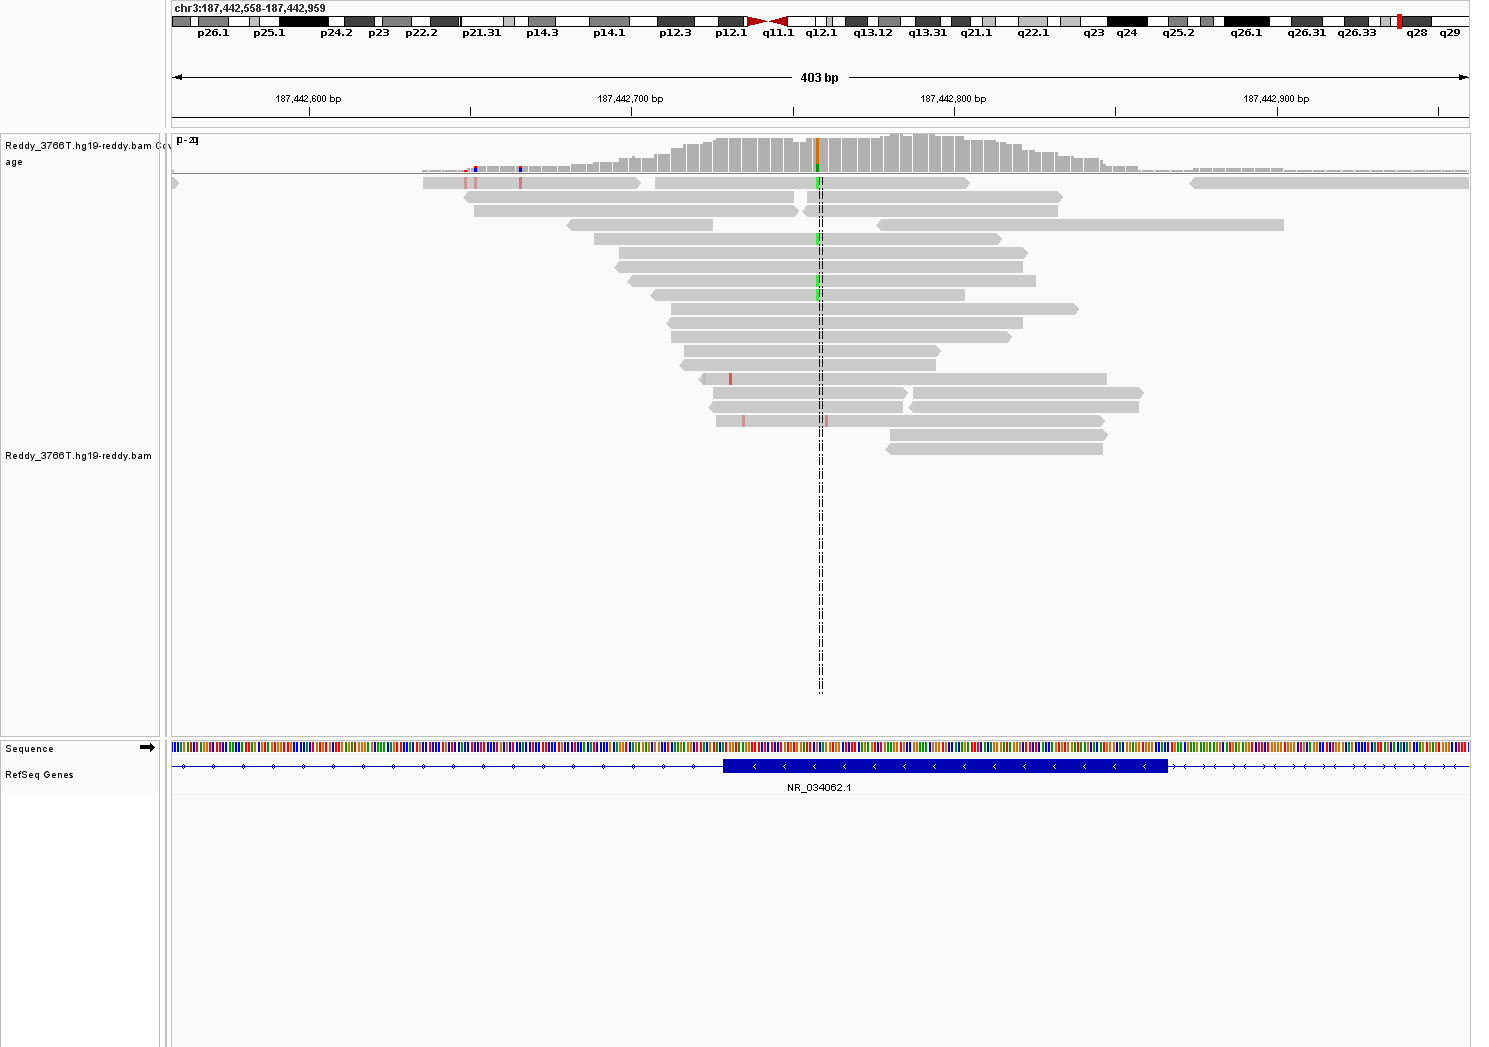 chr3:187,442,558-187,442,959
p26.1 p25.1 p24.2 p23 p22.2 p21.31 p14.3 p14.1 p12.3 p12.1 q11.1 q12.1 q13.12 q13.31 q21.1 q22.1 q23 q24 q25.2 q26.1 q26.31 q26.33 q28 q29
403 bp
187,442,600 bp 187,442,700 bp 187,442,800 bp 187,442,900 bp
[0 - 20]
Reddy_3766T.hg19-reddy.bam Cov
age
Reddy_3766T.hg19-reddy.bam
Sequence
RefSeq Genes
NR_034062.1